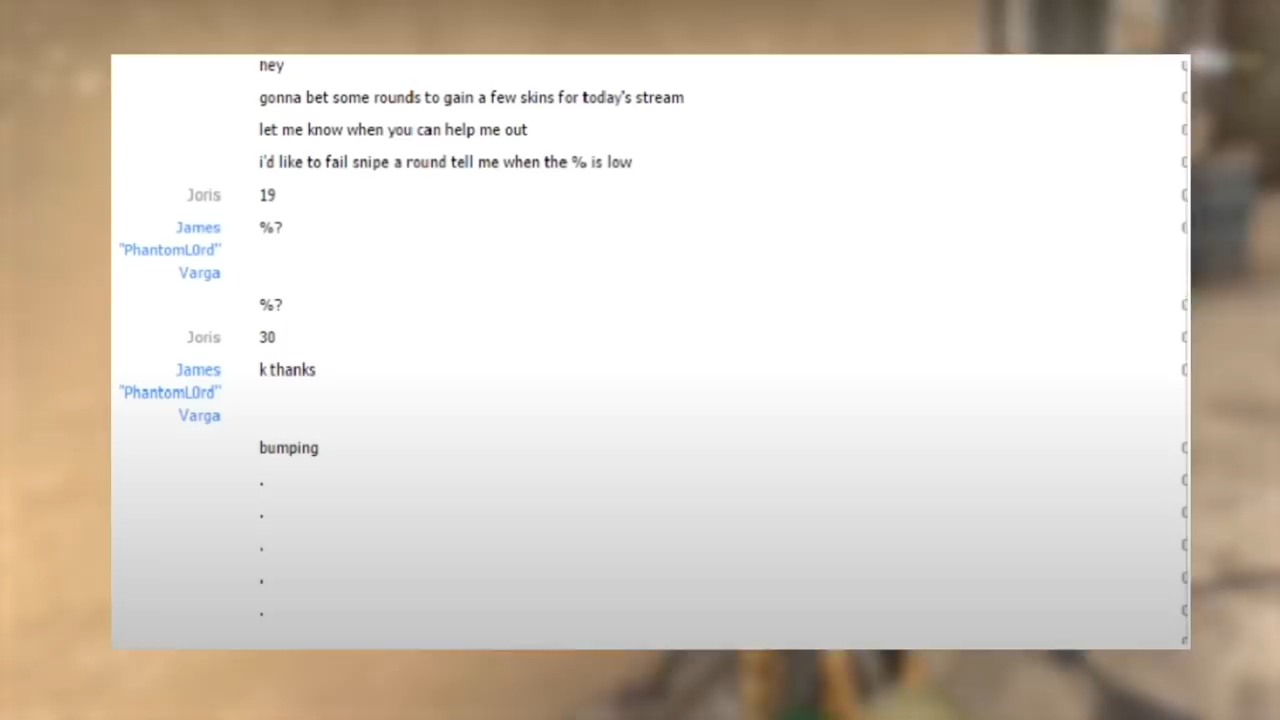 hey
gonna bet some rounds to gain a few skins for today's stream
let me know when you can help me out
i'd like to fail snipe a round tell me when the % is low
Joris 19
James %?
"PhantomL0rd"
Varga
%?
Joris 30
James k thanks
"PhantomL0rd"
Varga
bumping
.
.
.
.
.